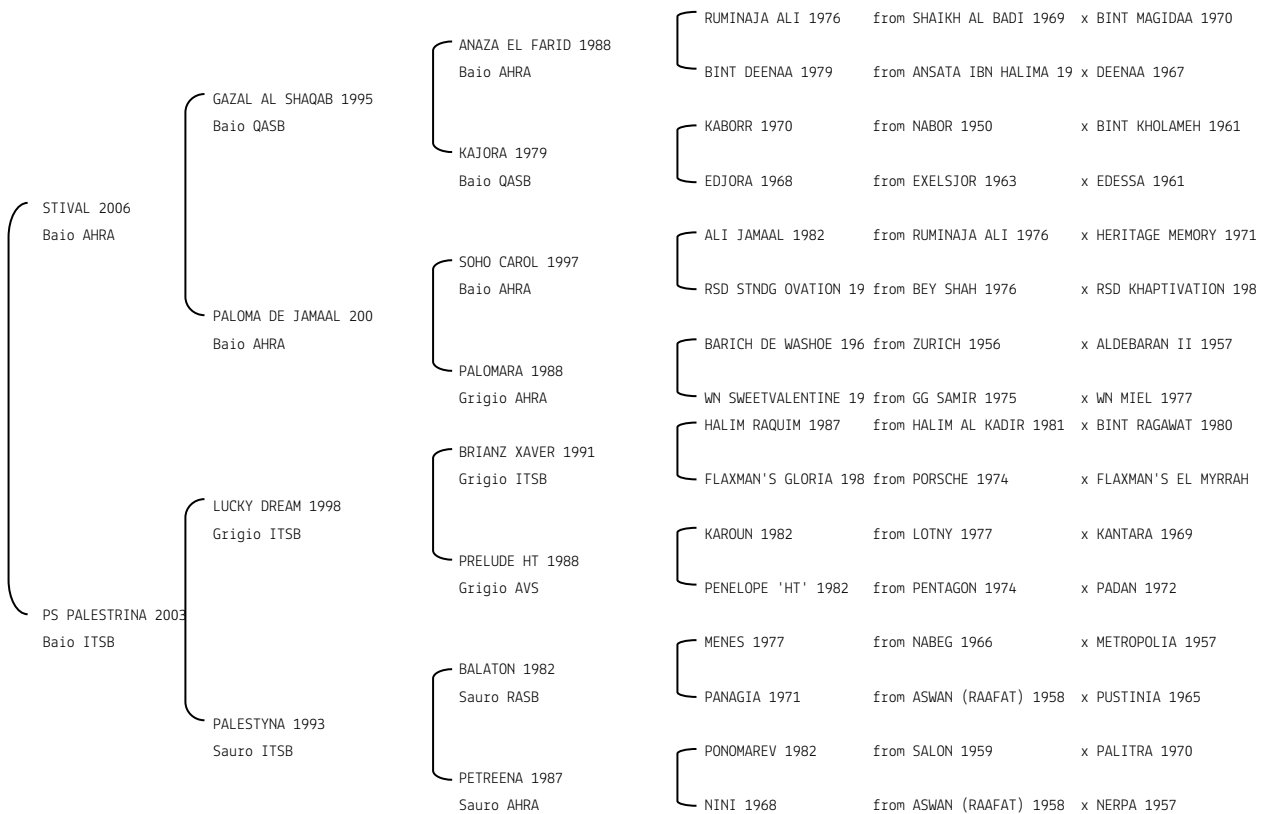 RUMINAJA ALI 1976 from SHAIKH AL BADI 1969 x BINT MAGIDAA 1970
ANAZA EL FARID 1988
Baio AHRA BINT DEENAA 1979 from ANSATA IBN HALIMA 19 x DEENAA 1967
GAZAL AL SHAQAB 1995
Baio QASB KABORR 1970 from NABOR 1950 x BINT KHOLAMEH 1961
KAJORA 1979
Baio QASB EDJORA 1968 from EXELSJOR 1963 x EDESSA 1961
STIVAL 2006
Baio AHRA ALI JAMAAL 1982 from RUMINAJA ALI 1976 x HERITAGE MEMORY 1971
SOHO CAROL 1997
Baio AHRA RSD STNDG OVATION 19 from BEY SHAH 1976 x RSD KHAPTIVATION 198
PALOMA DE JAMAAL 200
Baio AHRA BARICH DE WASHOE 196 from ZURICH 1956 x ALDEBARAN II 1957
PALOMARA 1988
Grigio AHRA WN SWEETVALENTINE 19 from GG SAMIR 1975 x WN MIEL 1977
HALIM RAQUIM 1987 from HALIM AL KADIR 1981 x BINT RAGAWAT 1980
BRIANZ XAVER 1991
Grigio ITSB FLAXMAN'S GLORIA 198 from PORSCHE 1974 x FLAXMAN'S EL MYRRAH
LUCKY DREAM 1998
Grigio ITSB KAROUN 1982 from LOTNY 1977 x KANTARA 1969
PRELUDE HT 1988
Grigio AVS PENELOPE 'HT' 1982 from PENTAGON 1974 x PADAN 1972
PS PALESTRINA 2003
Baio ITSB MENES 1977 from NABEG 1966 x METROPOLIA 1957
BALATON 1982
Sauro RASB PANAGIA 1971 from ASWAN (RAAFAT) 1958 x PUSTINIA 1965
PALESTYNA 1993
Sauro ITSB PONOMAREV 1982 from SALON 1959 x PALITRA 1970
PETREENA 1987
Sauro AHRA NINI 1968 from ASWAN (RAAFAT) 1958 x NERPA 1957